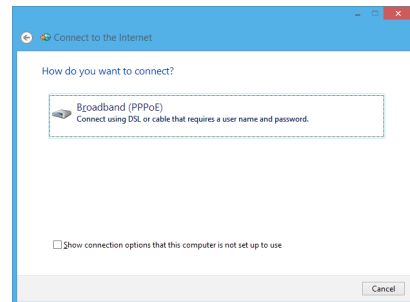 Connect to the Internet
How do you want to connect?
Broadband (PPPoE)
Connect using DSL or cable that requires a user name and password.
Show connection options that this computer is not set up to use
Cancel